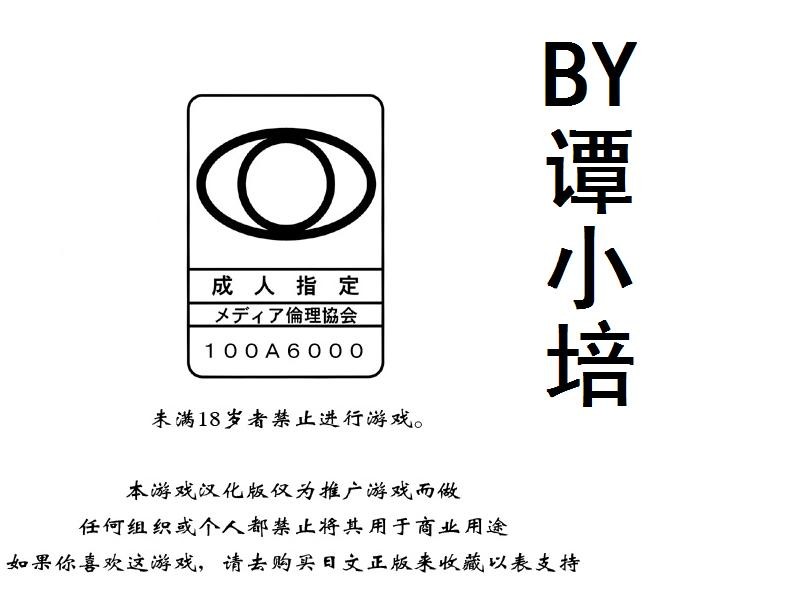 BY
谭
小
培
成人指定
メディア倫理協会
100A6000
未满18岁者禁止进行游戏。
本游戏汉化版仅为推广游戏而做
任何组织或个人都禁止将其用于商业用途
如果你喜欢这游戏，请去购买日文正版来收藏以表支持